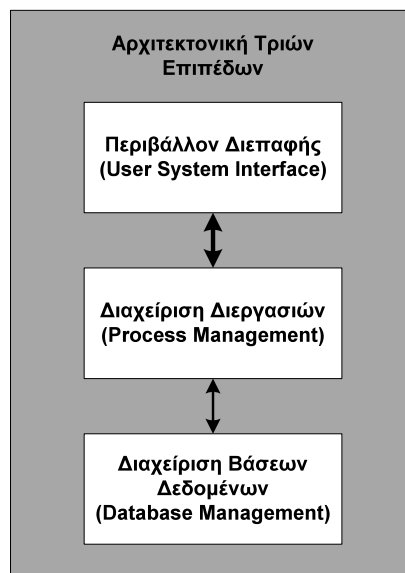 Αρχιτεκτονική Τριών
Επιπέδων
Περιβάλλον Διεπαφής
(User System Interface)
Διαχείριση Διεργασιών
(Process Management)
Διαχείριση Βάσεων
Δεδομένων
(Database Management)